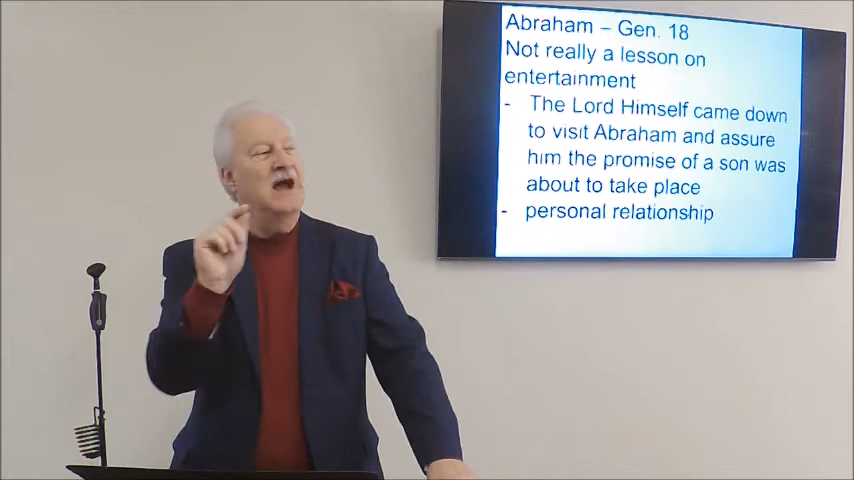 Abraham – Gen. 18
Not really a lesson on
entertainment
- The Lord Himself came down
to visit Abraham and assure
him the promise of a son was
about to take place
- personal relationship